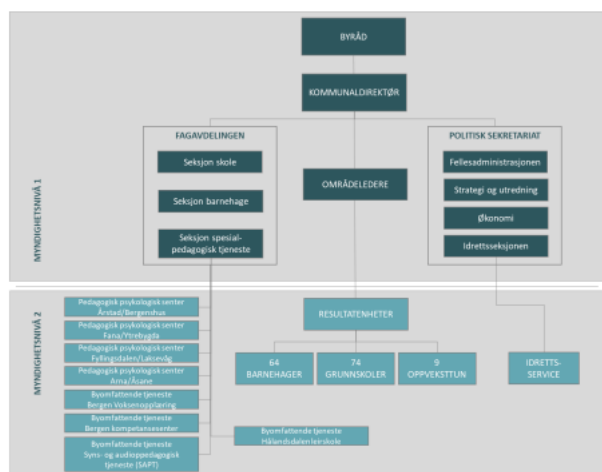 BYRÅD
KOMMUNALDIREKTØR
MYNDIGHETSNIVÅ 1
FAGAVDELINGEN
Seksjon skole
Seksjon barnehage
Seksjon spesial-
pedagogisk tjeneste
OMRÅDELEDERE
POLITISK SEKRETARIAT
Fellesadministrasjonen
Strategi og utredning
Økonomi
Idrettsseksjonen
MYNDIGHETSNIVÅ 2
Pedagogisk psykologisk senter
Årstad/Bergenshus
Pedagogisk psykologisk senter
Fana/Ytrebygda
Pedagogisk psykologisk senter
Fyllingsdalen/Laksevåg
Pedagogisk psykologisk senter
Arna/Åsane
Byomfattende tjeneste
Bergen Voksenopplæring
Byomfattende tjeneste
Bergen kompetansesenter
Byomfattende tjeneste
Syns- og audiopedagogisk
tjeneste (SAPT)
Byomfattende tjeneste
Hålandsdalen leirskole
RESULTATENHETER
64
BARNEHAGER
74
GRUNNSKOLER
9
OPPVEKSTTUN
IDRETTS-
SERVICE